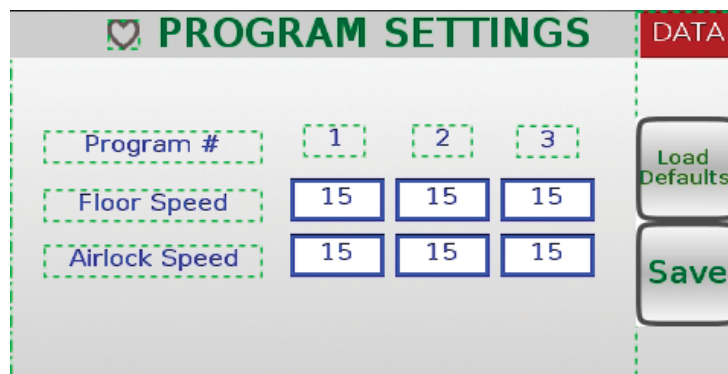 PROGRAM SETTINGS DATA
Program # 1 2 3
Floor Speed 15 15 15
Airlock Speed 15 15 15
Load
Defaults
Save